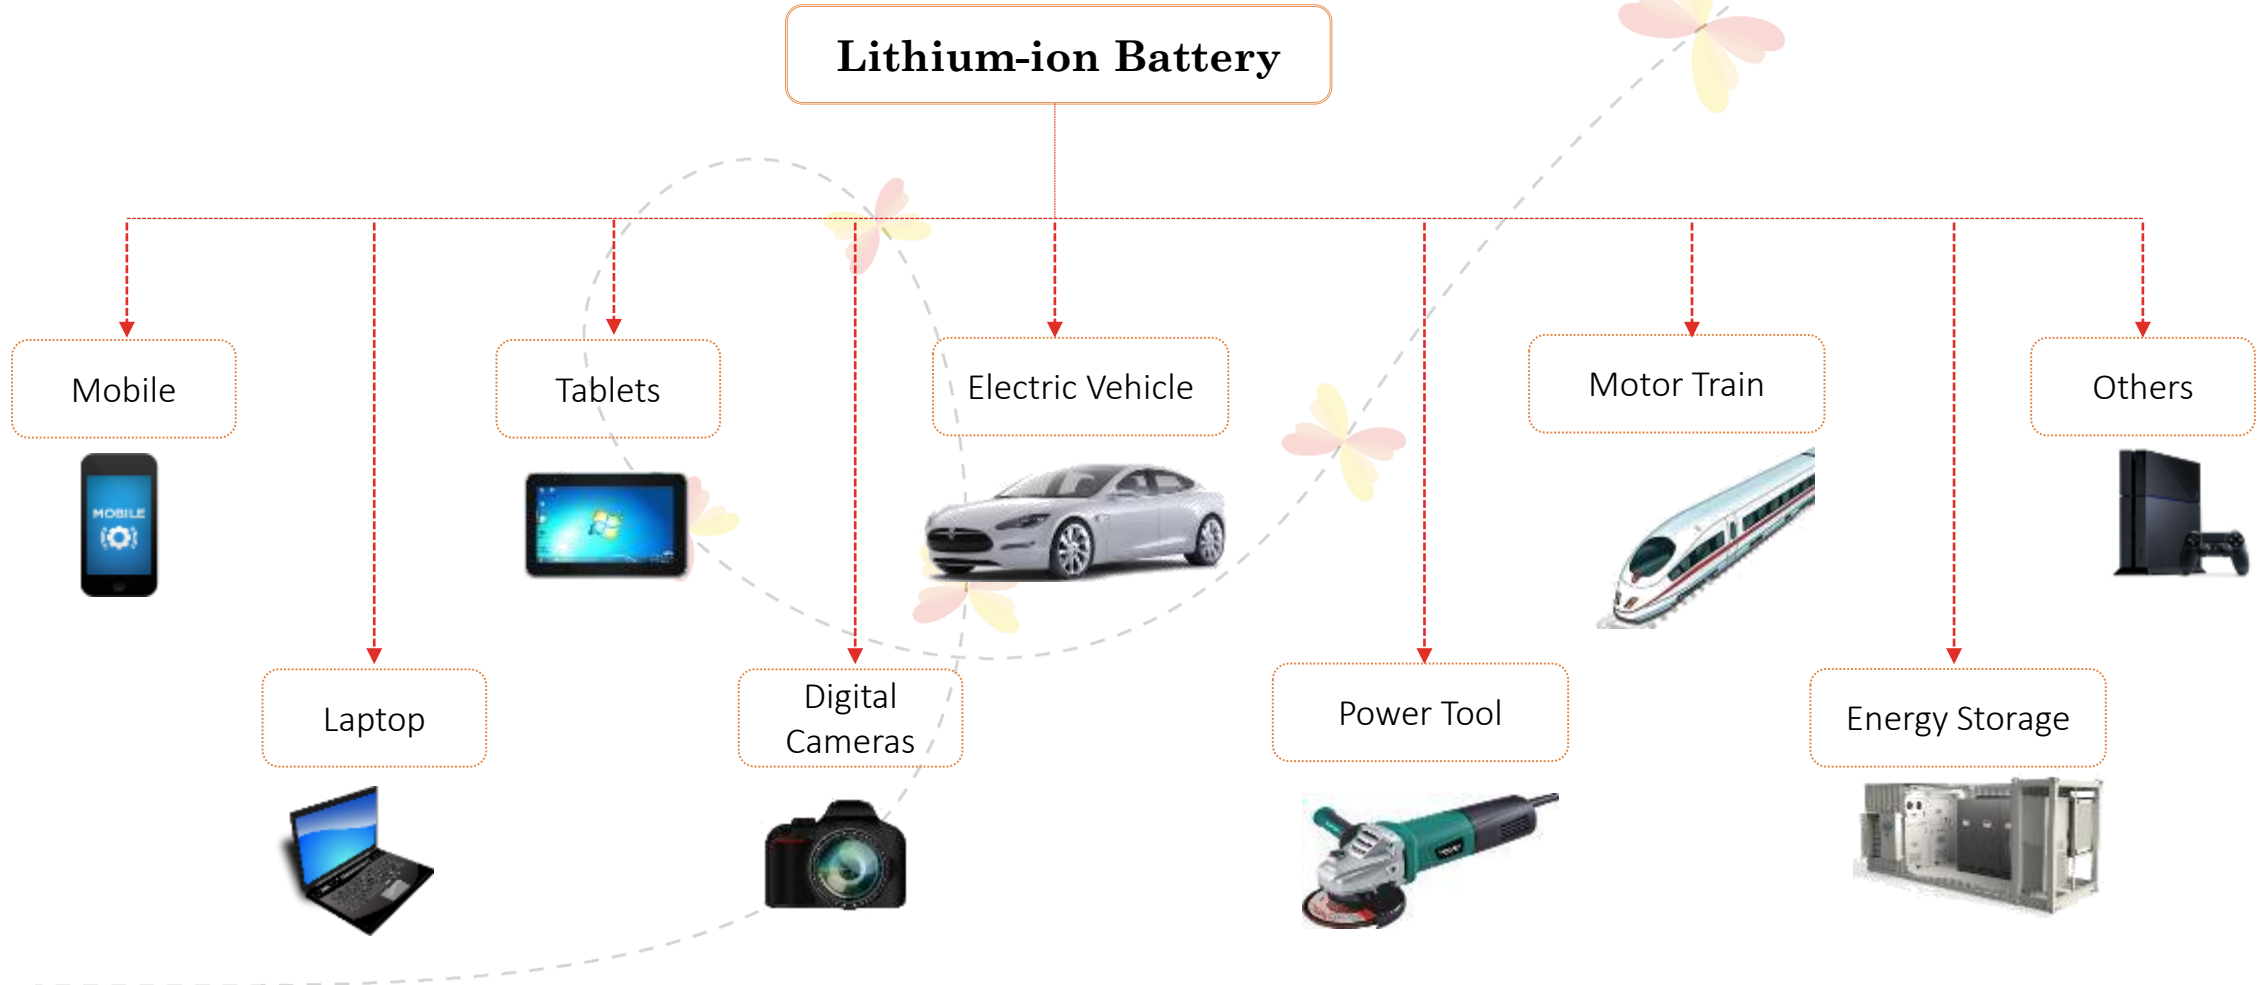 Lithium-ion Battery
Mobile
Tablets
Electric Vehicle
Motor Train
Others
MOBILE
Laptop
Digital
Cameras
Power Tool
Energy Storage